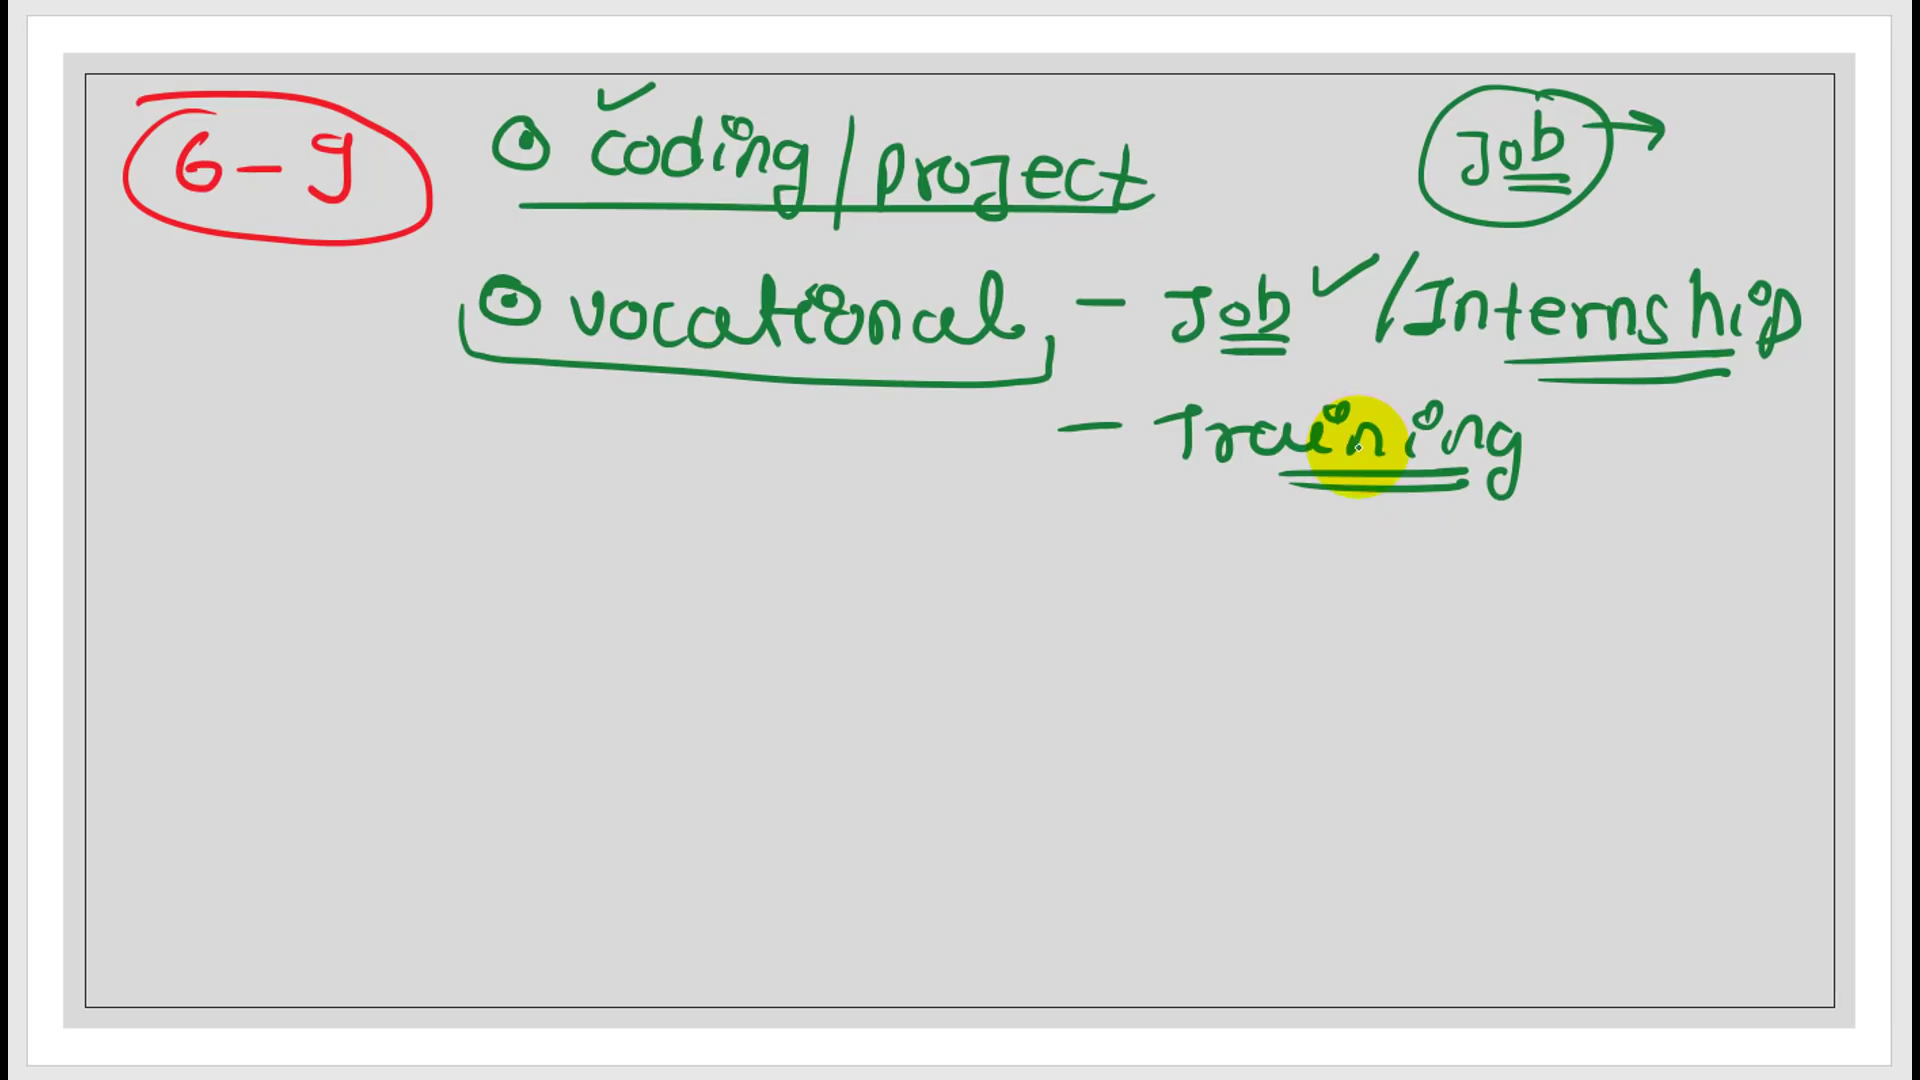 6-9
coding/project
Job →
vocational - Job ✓ /Internship
- Training